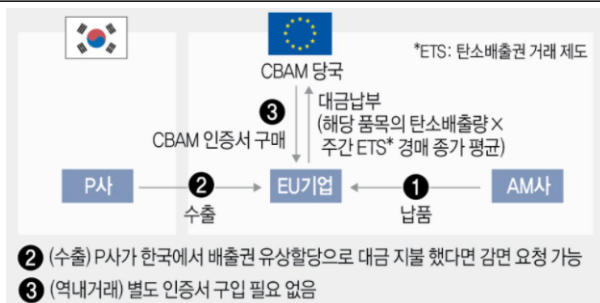 *ETS: 탄소배출권 거래 제도
CBAM 당국
❸
CBAM 인증서 구매
대금납부
(해당 품목의 탄소배출량×
주간 ETS* 경매 종가 평균)
P사
❷
수출
EU기업
❶
납품
AM사
❷ (수출) P사가 한국에서 배출권 유상할당으로 대금 지불 했다면 감면 요청 가능
❸ (역내거래) 별도 인증서 구입 필요 없음